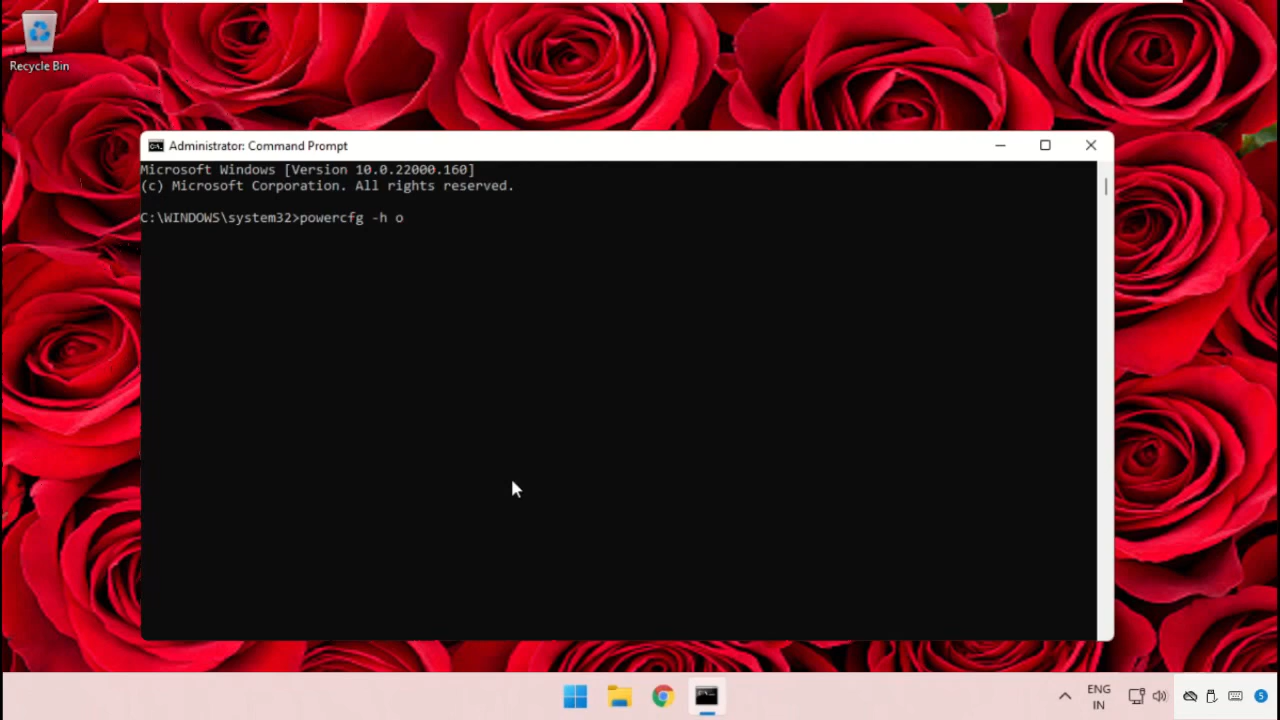 Recycle Bin
Administrator: Command Prompt
Microsoft Windows [Version 10.0.22000.160]
(c) Microsoft Corporation. All rights reserved.
C:\WINDOWS\system32>powercfg -h o
ENG
IN
5